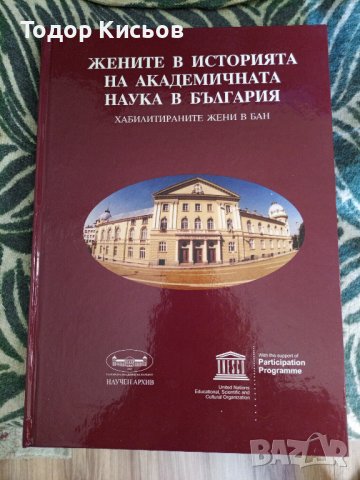 Тодор Кисьов
ЖЕНИТЕ В ИСТОРИЯТА
НА АКАДЕМИЧНАТА
НАУКА В БЪЛГАРИЯ
ХАБИЛИТИРАНИТЕ ЖЕНИ В БАН
НАУЧЕН АРХИВ
United Nations
Educational, Scientific and
Cultural Organization
With the support of
Participation
Programme
BAZAR